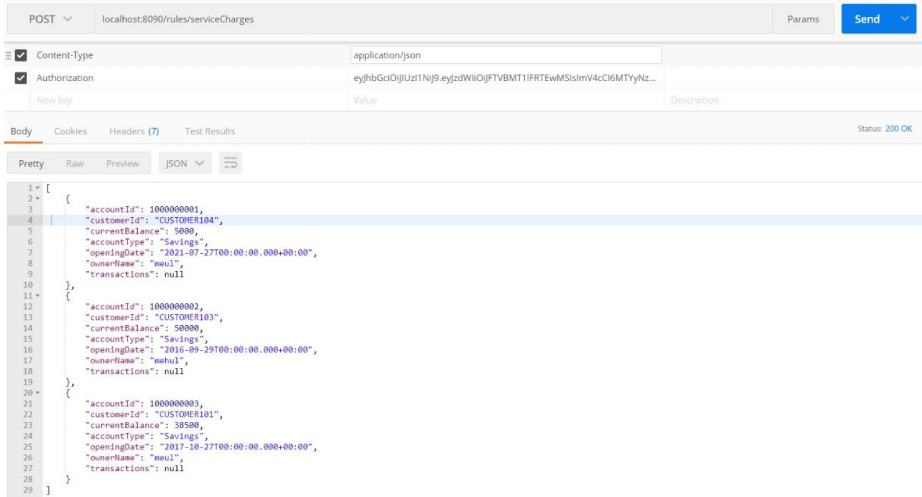 POST localhost:8090/rules/serviceCharges Params Send
Content-Type application/json
Authorization
New key Value Description
Body Cookies Headers (7) Test Results Status: 200 OK
Pretty Raw Preview JSON
1 [
2 {
3 "accountId": 1000000001,
4 "customerId": "CUSTOMER104",
5 "currentBalance": 5000,
6 "accountType": "Savings",
7 "openingDate": "2021-07-27T00:00:00.000+00:00",
8 "ownerName": "meul",
9 "transactions": null
10 },
11 {
12 "accountId": 1000000002,
13 "customerId": "CUSTOMER103",
14 "currentBalance": 50000,
15 "accountType": "Savings",
16 "openingDate": "2016-09-29T00:00:00.000+00:00",
17 "ownerName": "mehul",
18 "transactions": null
19 },
20 {
21 "accountId": 1000000003,
22 "customerId": "CUSTOMER101",
23 "currentBalance": 38500,
24 "accountType": "Savings",
25 "openingDate": "2017-10-27T00:00:00.000+00:00",
26 "ownerName": "meul",
27 "transactions": null
28 }
29 ]